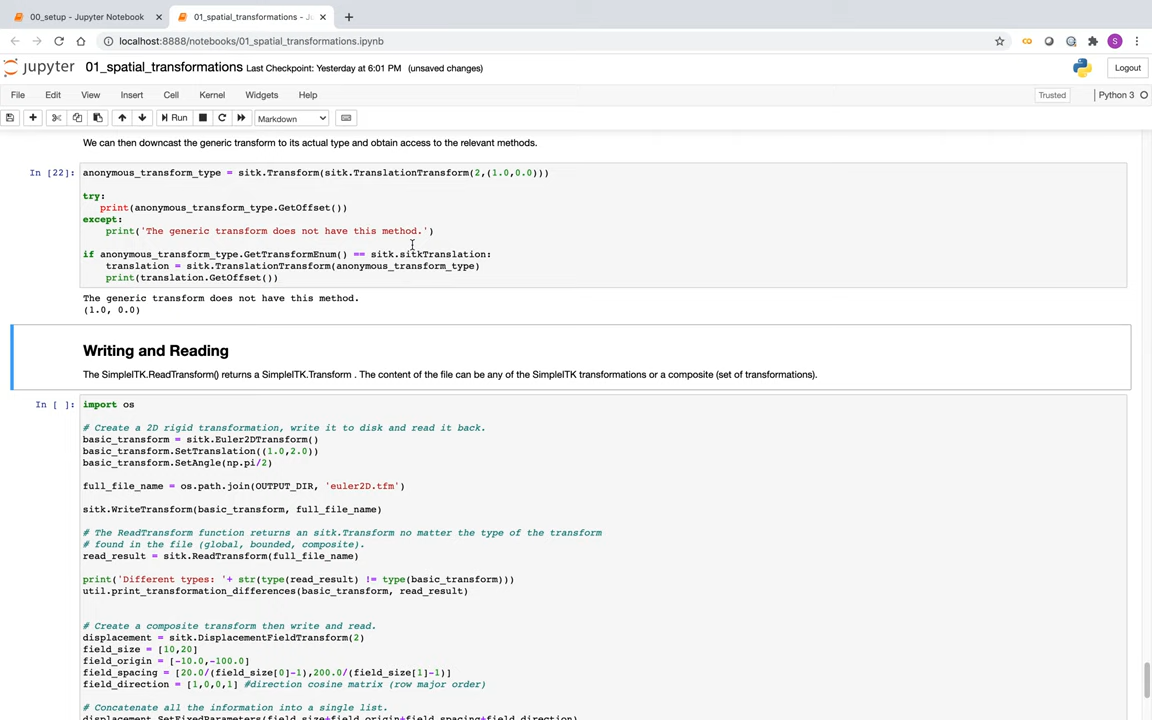 00_setup - Jupyter Notebook
01_spatial_transformations - Ju
localhost:8888/notebooks/01_spatial_transformations.ipynb
S
jupyter 01_spatial_transformations Last Checkpoint: Yesterday at 6:01 PM (unsaved changes)
Logout
File Edit View Insert Cell Kernel Widgets Help
Trusted Python 3
Run Markdown
We can then downcast the generic transform to its actual type and obtain access to the relevant methods.
In [22]: anonymous_transform_type = sitk.Transform(sitk.TranslationTransform(2,(1.0,0.0)))
try:
print(anonymous_transform_type.GetOffset())
except:
print('The generic transform does not have this method.')
if anonymous_transform_type.GetTransformEnum() == sitk.sitkTranslation:
translation = sitk.TranslationTransform(anonymous_transform_type)
print(translation.GetOffset())
The generic transform does not have this method.
(1.0, 0.0)
Writing and Reading
The SimpleITK.ReadTransform() returns a SimpleITK.Transform . The content of the file can be any of the SimpleITK transformations or a composite (set of transformations).
In [ ]: import os
# Create a 2D rigid transformation, write it to disk and read it back.
basic_transform = sitk.Euler2DTransform()
basic_transform.SetTranslation((1.0,2.0))
basic_transform.SetAngle(np.pi/2)
full_file_name = os.path.join(OUTPUT_DIR, 'euler2D.tfm')
sitk.WriteTransform(basic_transform, full_file_name)
# The ReadTransform function returns an sitk.Transform no matter the type of the transform
# found in the file (global, bounded, composite).
read_result = sitk.ReadTransform(full_file_name)
print('Different types: '+ str(type(read_result) != type(basic_transform)))
util.print_transformation_differences(basic_transform, read_result)
# Create a composite transform then write and read.
displacement = sitk.DisplacementFieldTransform(2)
field_size = [10,20]
field_origin = [-10.0,-100.0]
field_spacing = [20.0/(field_size[0]-1),200.0/(field_size[1]-1)]
field_direction = [1,0,0,1] #direction cosine matrix (row major order)
# Concatenate all the information into a single list.
displacement.SetFixedParameters(field_size+field_origin+field_spacing+field_direction)